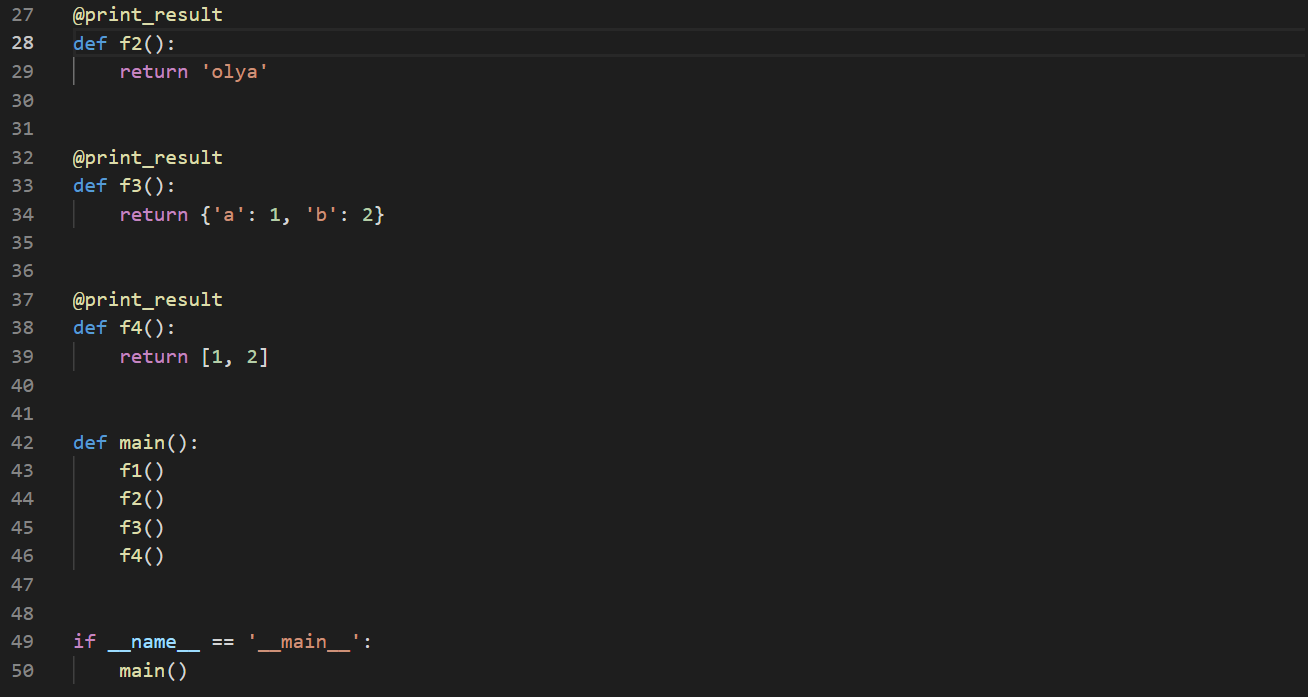 27 @print_result
28 def f2():
29     return 'olya'
30
31
32 @print_result
33 def f3():
34     return {'a': 1, 'b': 2}
35
36
37 @print_result
38 def f4():
39     return [1, 2]
40
41
42 def main():
43     f1()
44     f2()
45     f3()
46     f4()
47
48
49 if __name__ == '__main__':
50     main()